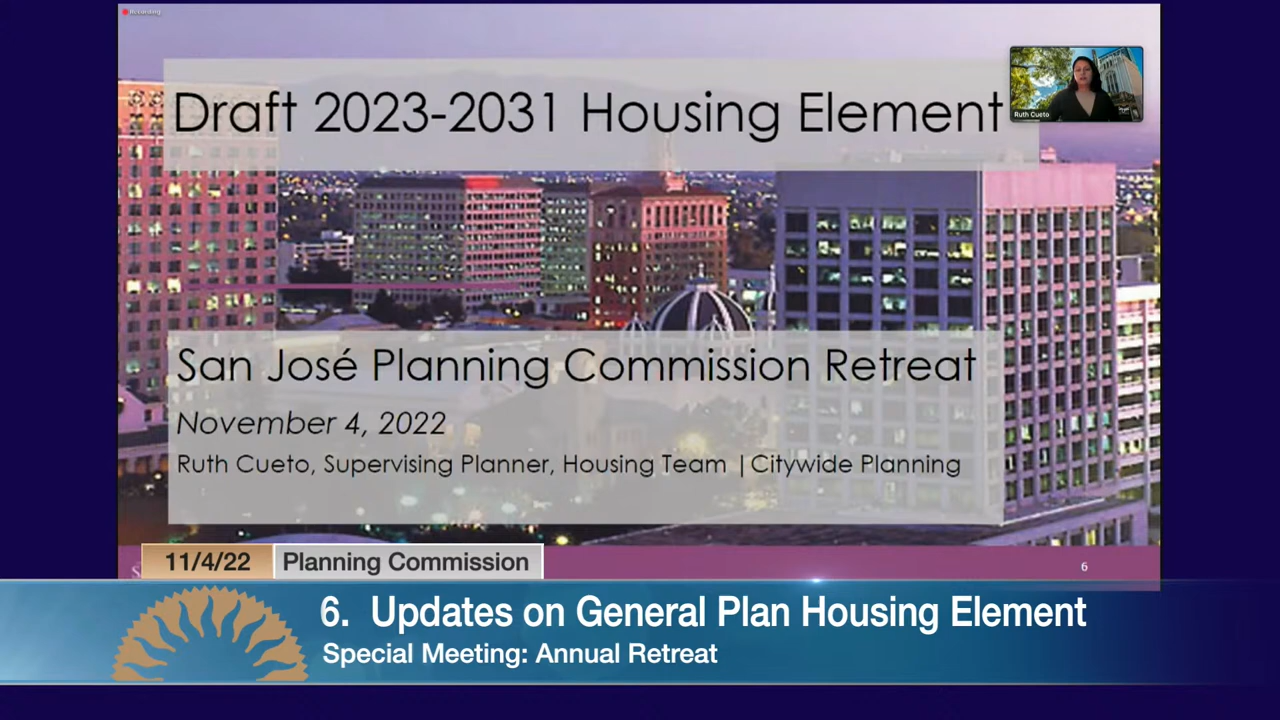 Recording
Draft 2023-2031 Housing Element
Ruth Cueto
San José Planning Commission Retreat
November 4, 2022
Ruth Cueto, Supervising Planner, Housing Team | Citywide Planning
6
11/4/22 Planning Commission
6. Updates on General Plan Housing Element
Special Meeting: Annual Retreat